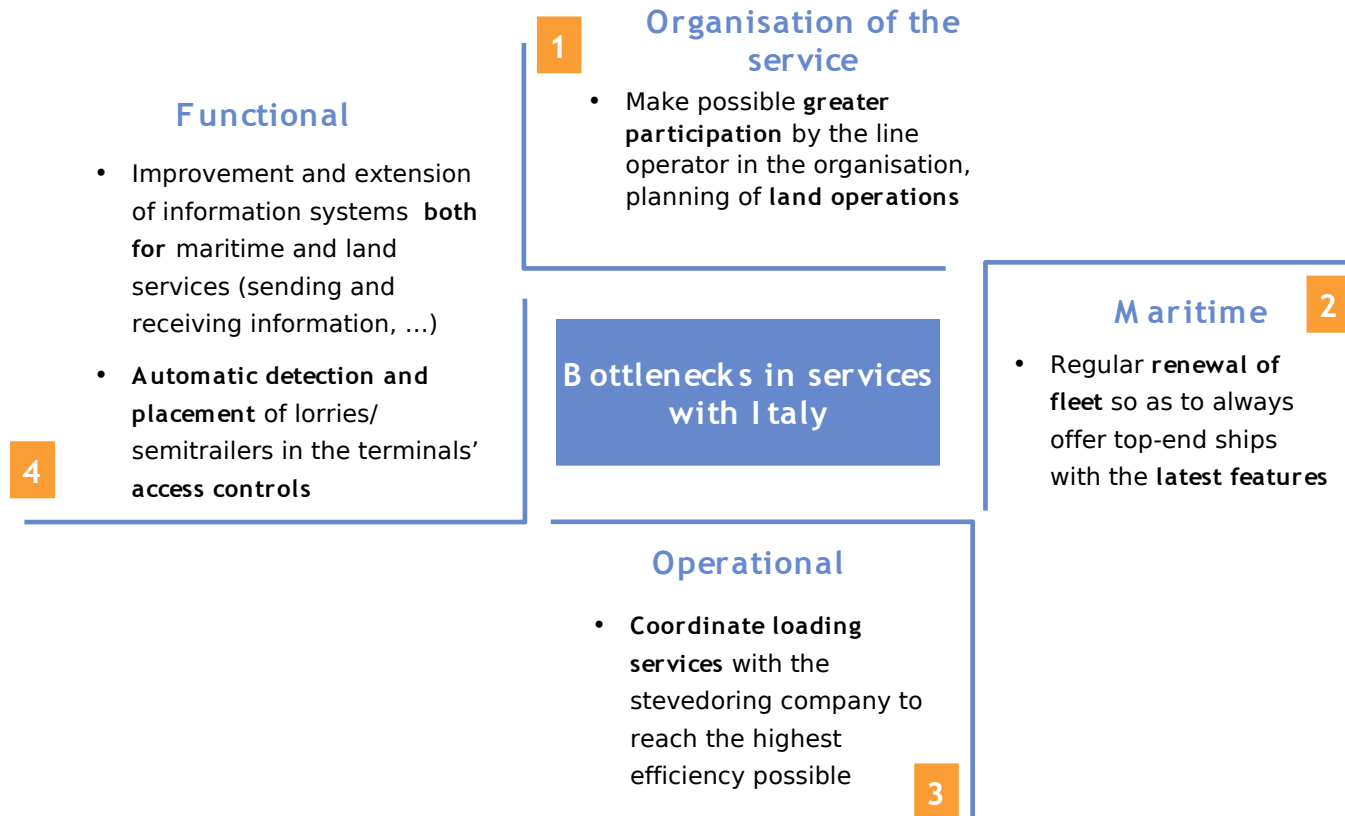 1
Organisation of the
service
• Make possible greater
participation by the line
operator in the organisation,
planning of land operations
Functional
• Improvement and extension
of information systems both
for maritime and land
services (sending and
receiving information, ...)
• Automatic detection and
placement of lorries/
semitrailers in the terminals’
access controls
4
Bottlenecks in services
with Italy
Maritime
2
• Regular renewal of
fleet so as to always
offer top-end ships
with the latest features
Operational
• Coordinate loading
services with the
stevedoring company to
reach the highest
efficiency possible
3